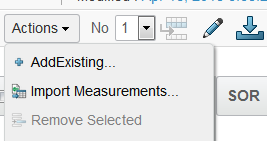 Actions No 1
AddExisting...
Import Measurements...
SOR
Remove Selected